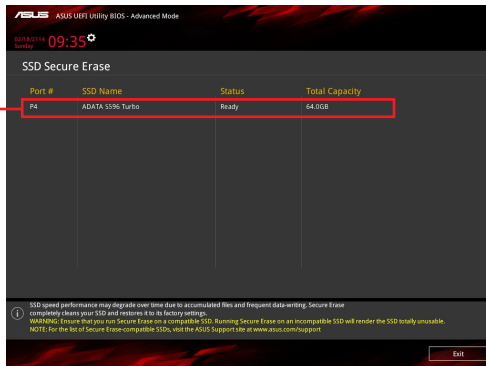 ASUS ASUS UEFI Utility BIOS - Advanced Mode
02/18/2114
Sunday
09:35
SSD Secure Erase
Port # SSD Name Status Total Capacity
P4 ADATA S596 Turbo Ready 64.0GB
SSD speed performance may degrade over time due to accumulated files and frequent data-writing. Secure Erase
completely cleans your SSD and restores it to its factory settings.
WARNING: Ensure that you run Secure Erase on a compatible SSD. Running Secure Erase on an incompatible SSD will render the SSD totally unusable.
NOTE: For the list of Secure Erase-compatible SSDs, visit the ASUS Support site at www.asus.com/support
Exit